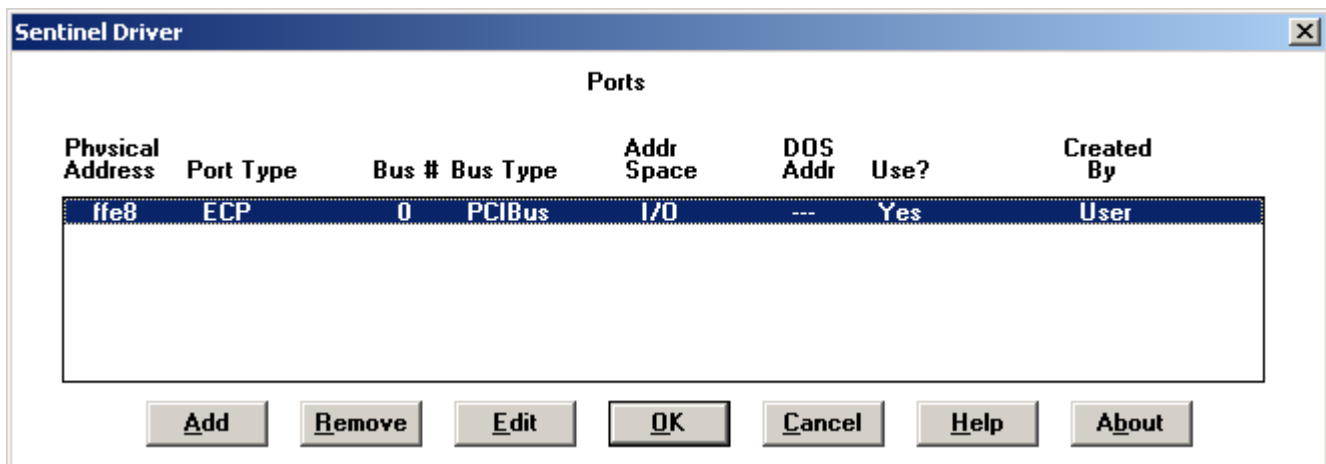 Sentinel Driver
Ports
Physical Address Port Type Bus # Bus Type Addr Space DOS Addr Use? Created By
ffe8 ECP 0 PCIBus I/O --- Yes User
Add Remove Edit OK Cancel Help About